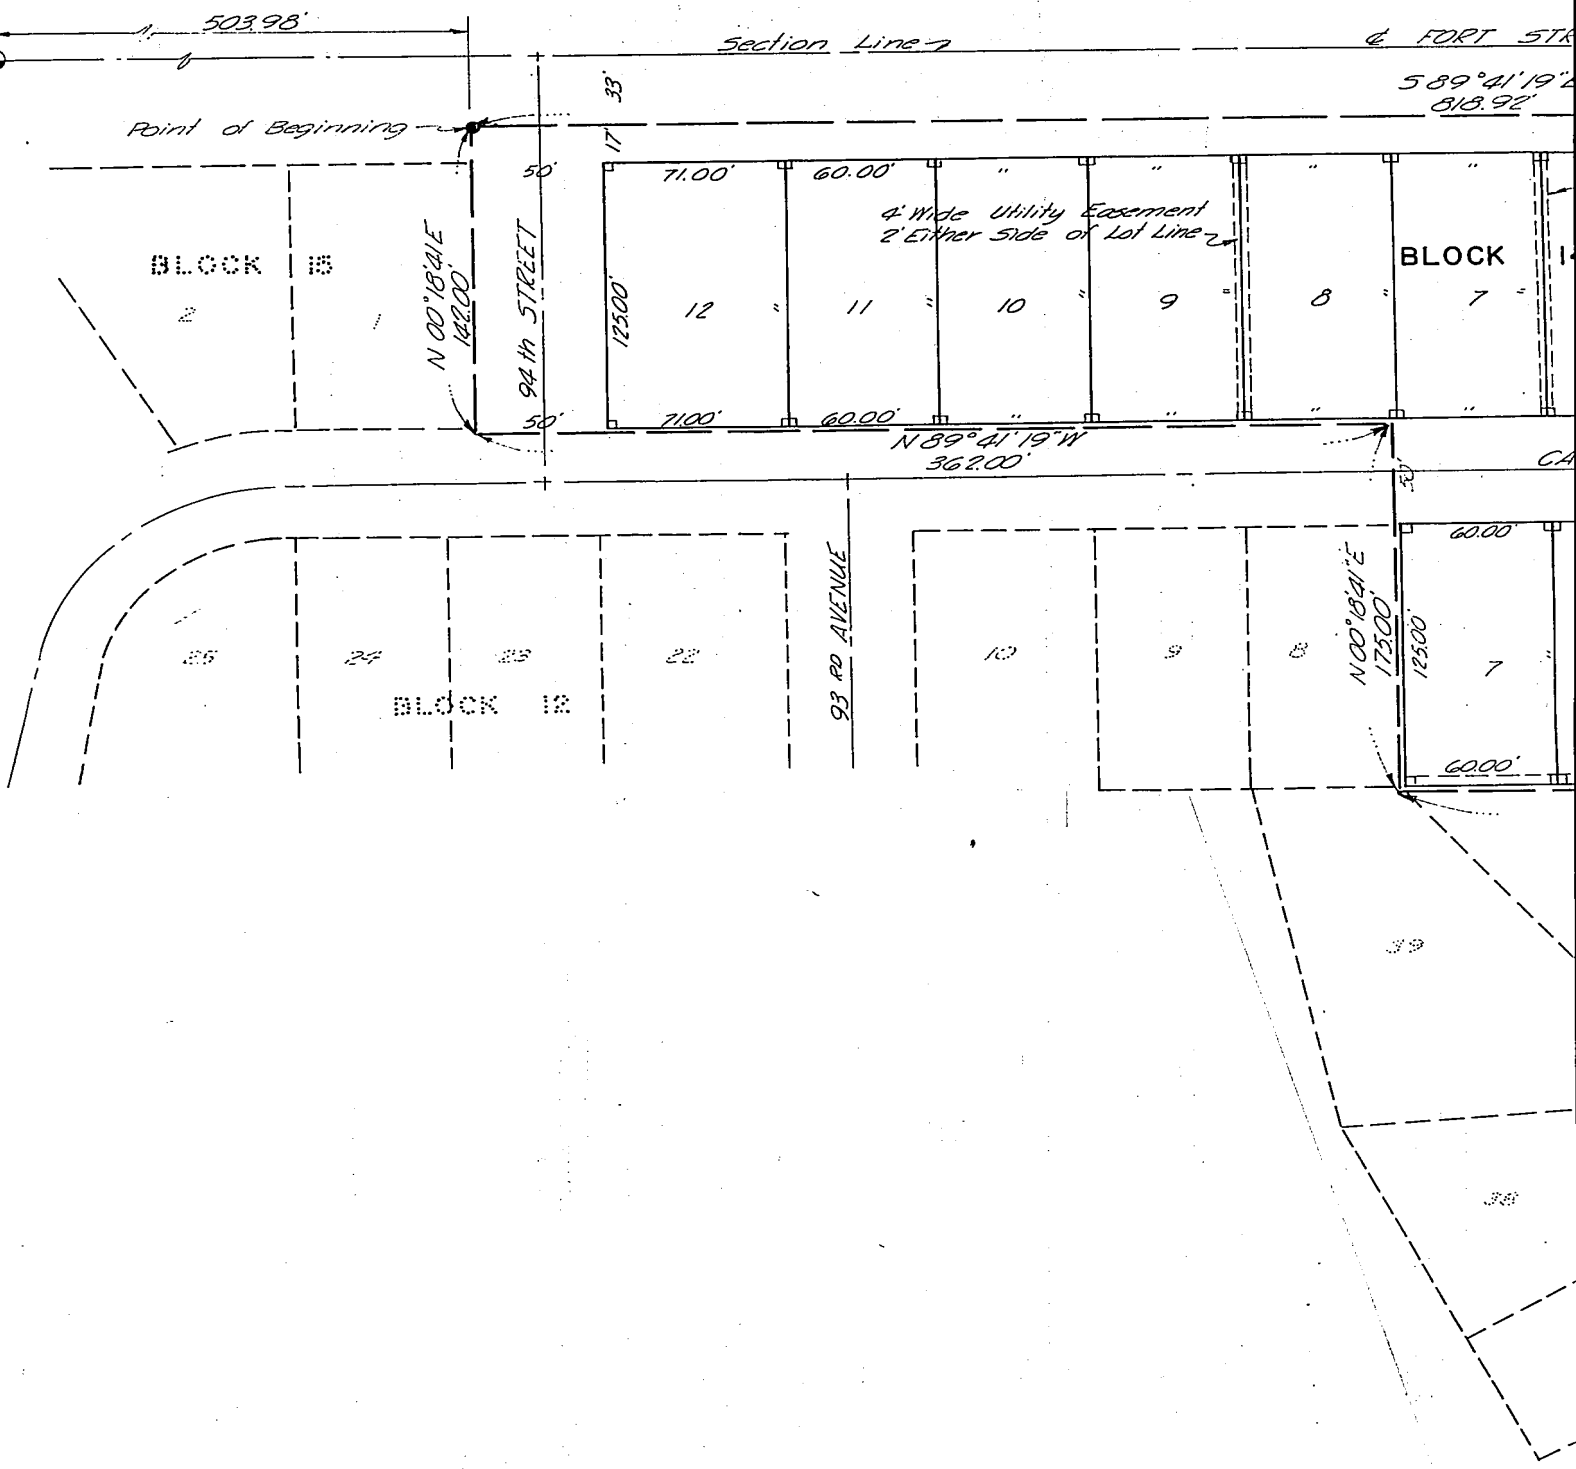 503.98'
Section Line
℄ FORT STR
S 89°41'19"E
818.92'
33'
Point of Beginning
17'
50' 71.00' 60.00' " " " "
4' Wide Utility Easement
2' Either Side of Lot Line
BLOCK 15
2 1
N 00°18'41"E
142.00'
94th STREET
125.00'
12 " 11 " 10 " 9 " 8 " 7 "
BLOCK 14
50' 71.00' 60.00' " " " "
N 89°41'19"W
362.00'
50'
CA
60.00'
93 RD AVENUE
N 00°18'41"E
175.00'
125.00'
25 24 23 22 10 9 8 7 "
BLOCK 12
60.00'
39
38